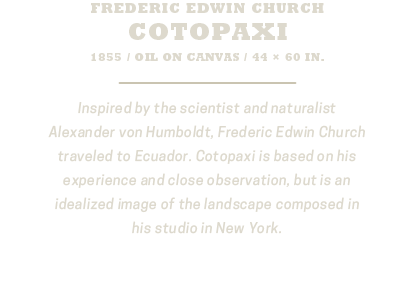 FREDERIC EDWIN CHURCH
COTOPAXI
1855 / OIL ON CANVAS / 44 × 60 IN.
Inspired by the scientist and naturalist
Alexander von Humboldt, Frederic Edwin Church
traveled to Ecuador. Cotopaxi is based on his
experience and close observation, but is an
idealized image of the landscape composed in
his studio in New York.